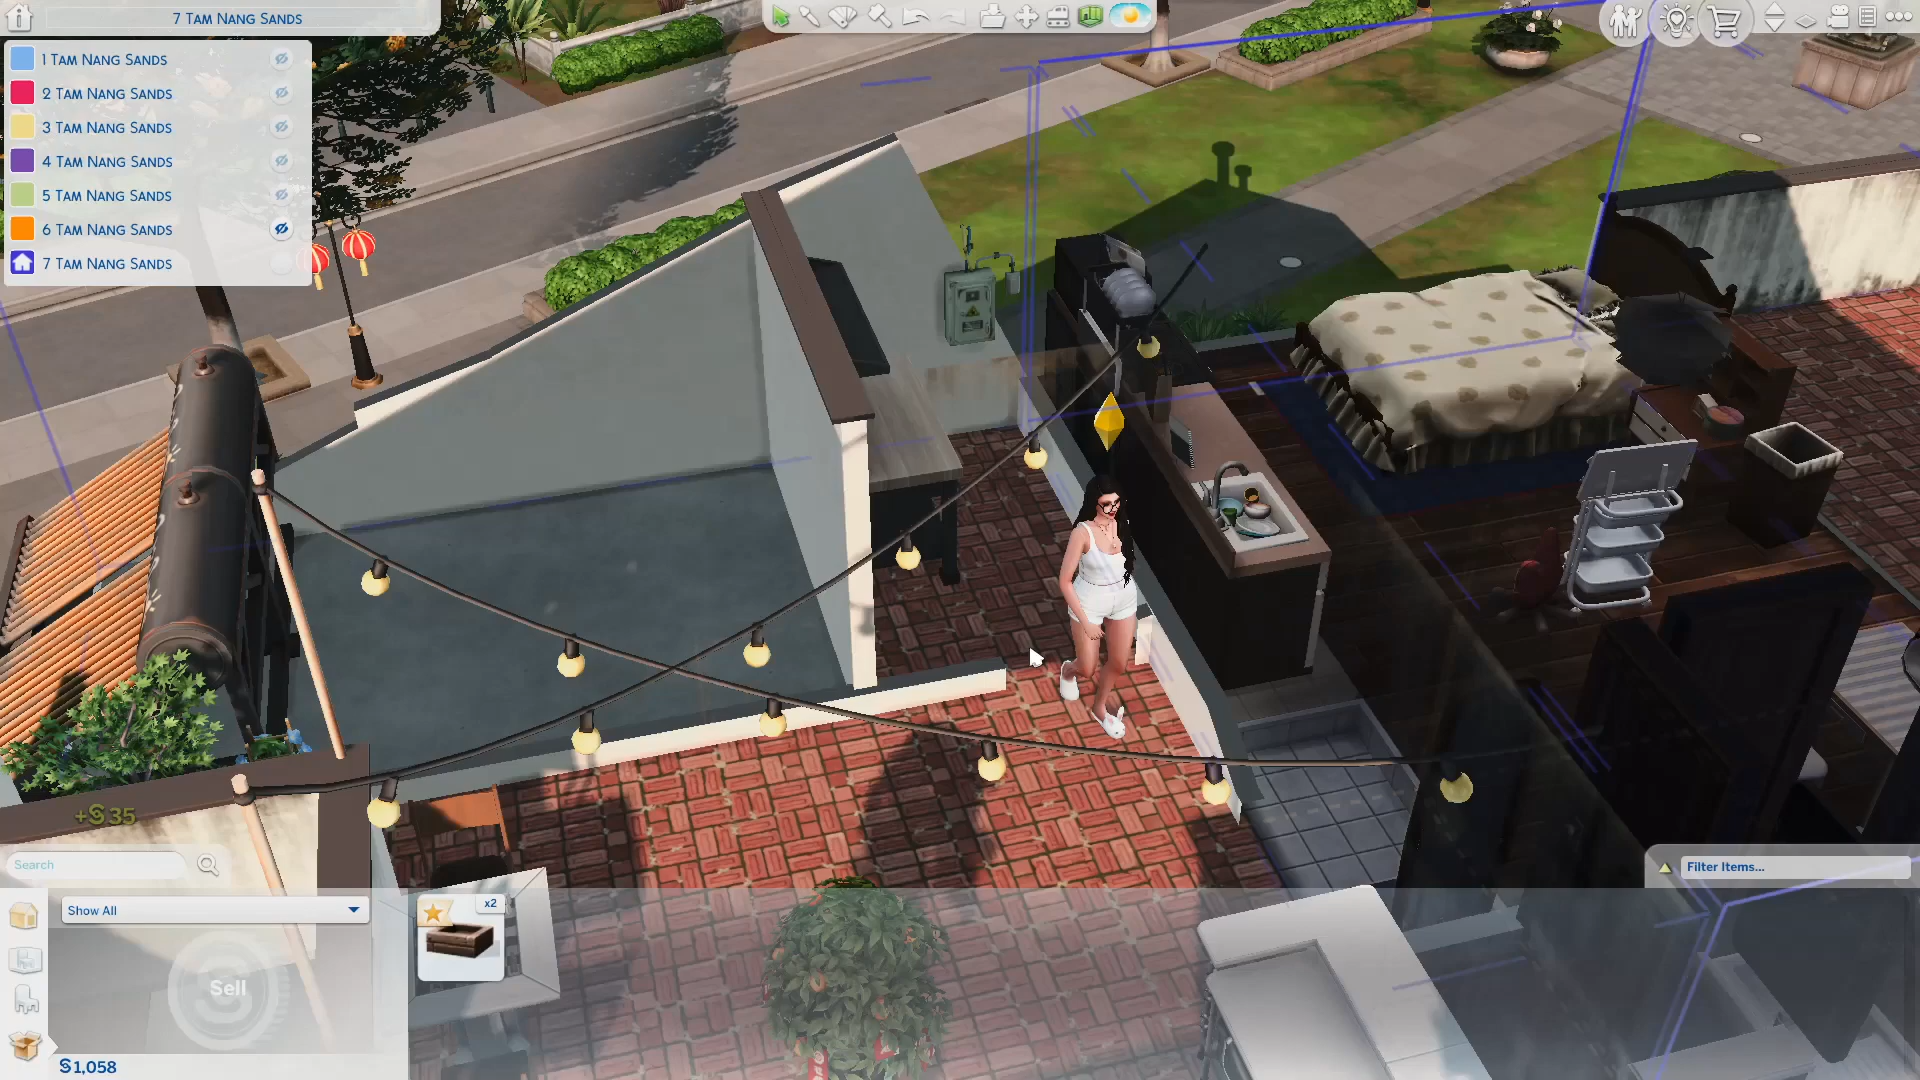 7 Tam Nang Sands
1 Tam Nang Sands
2 Tam Nang Sands
3 Tam Nang Sands
4 Tam Nang Sands
5 Tam Nang Sands
6 Tam Nang Sands
7 Tam Nang Sands
+§35
Search
Filter Items...
Show All
x2
Sell
§1,058